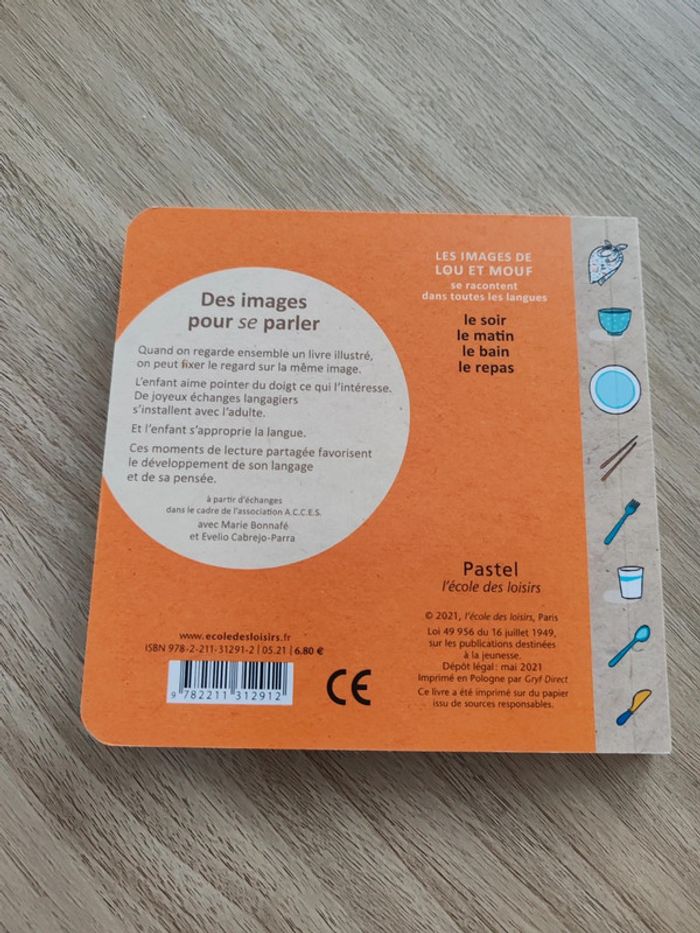 Des images
pour se parler
Quand on regarde ensemble un livre illustré,
on peut fixer le regard sur la même image.
L'enfant aime pointer du doigt ce qui l'intéresse.
De joyeux échanges langagiers
s'installent avec l'adulte.
Et l'enfant s'approprie la langue.
Ces moments de lecture partagée favorisent
le développement de son langage
et de sa pensée.
à partir d'échanges
dans le cadre de l'association A.C.C.E.S.
avec Marie Bonnafé
et Evelio Cabrejo-Parra
www.ecoledesloisirs.fr
ISBN 978-2-211-31291-2 | 05.21 | 6.80 €
9 782211 312912
CE
LES IMAGES DE
LOU ET MOUF
se racontent
dans toutes les langues
le soir
le matin
le bain
le repas
Pastel
l'école des loisirs
© 2021, l'école des loisirs, Paris
Loi 49 956 du 16 juillet 1949,
sur les publications destinées
à la jeunesse.
Dépôt légal : mai 2021
Imprimé en Pologne par Gryf Direct
Ce livre a été imprimé sur du papier
issu de sources responsables.